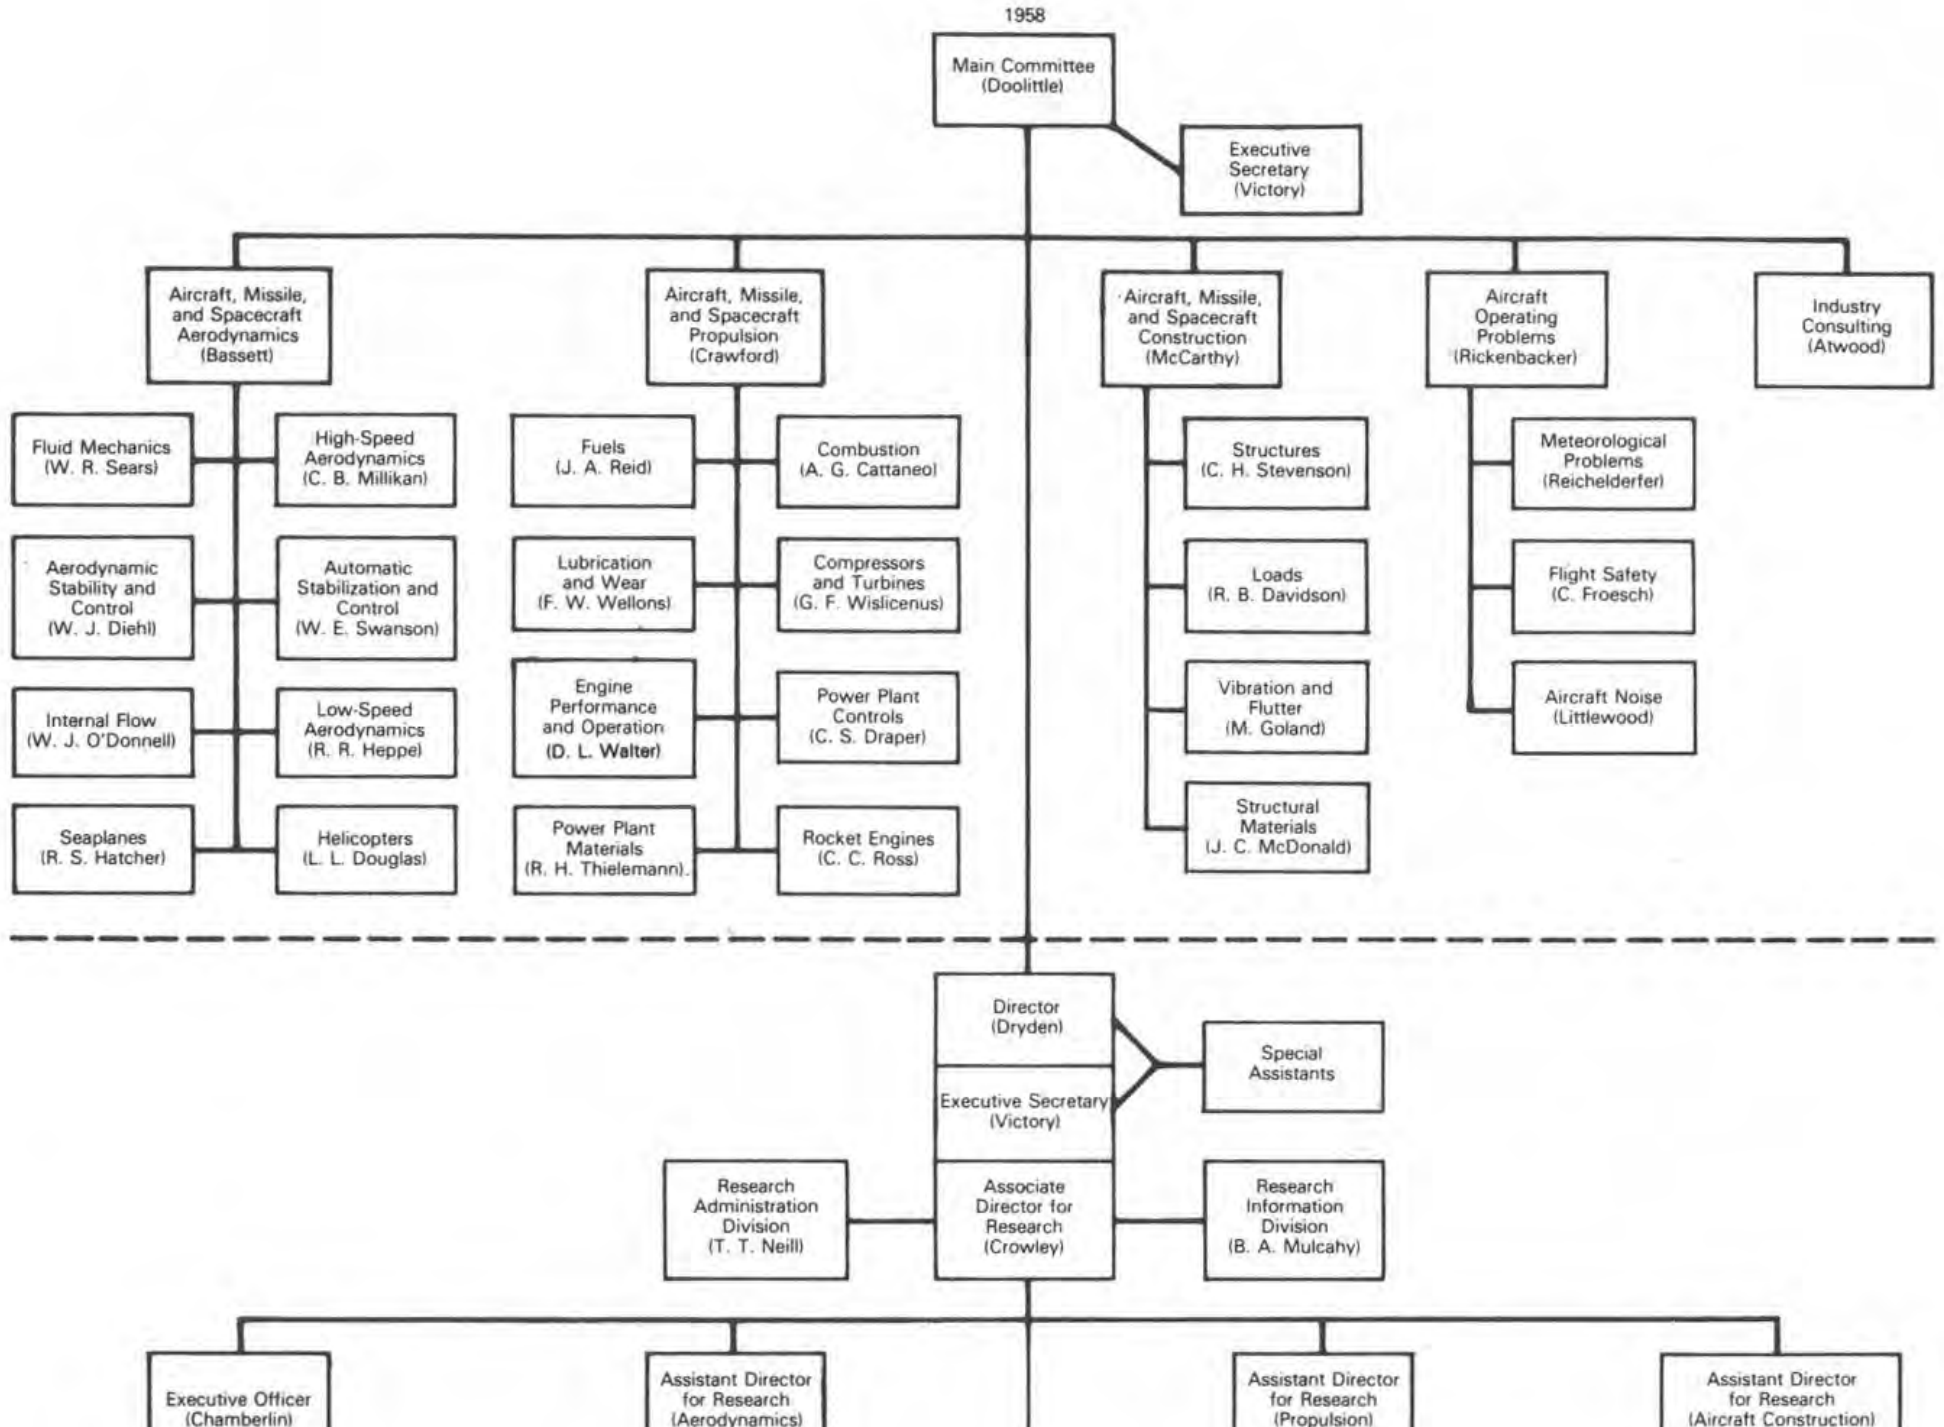 1958
Main Committee
(Doolittle)
Executive
Secretary
(Victory)
Aircraft, Missile,
and Spacecraft
Aerodynamics
(Bassett)
Aircraft, Missile,
and Spacecraft
Propulsion
(Crawford)
Aircraft, Missile,
and Spacecraft
Construction
(McCarthy)
Aircraft
Operating
Problems
(Rickenbacker)
Industry
Consulting
(Atwood)
Fluid Mechanics
(W. R. Sears)
High-Speed
Aerodynamics
(C. B. Millikan)
Fuels
(J. A. Reid)
Combustion
(A. G. Cattaneo)
Structures
(C. H. Stevenson)
Meteorological
Problems
(Reichelderfer)
Aerodynamic
Stability and
Control
(W. J. Diehl)
Automatic
Stabilization and
Control
(W. E. Swanson)
Lubrication
and Wear
(F. W. Wellons)
Compressors
and Turbines
(G. F. Wislicenus)
Loads
(R. B. Davidson)
Flight Safety
(C. Froesch)
Internal Flow
(W. J. O'Donnell)
Low-Speed
Aerodynamics
(R. R. Heppe)
Engine
Performance
and Operation
(D. L. Walter)
Power Plant
Controls
(C. S. Draper)
Vibration and
Flutter
(M. Goland)
Aircraft Noise
(Littlewood)
Seaplanes
(R. S. Hatcher)
Helicopters
(L. L. Douglas)
Power Plant
Materials
(R. H. Thielemann).
Rocket Engines
(C. C. Ross)
Structural
Materials
(J. C. McDonald)
Director
(Dryden)
Special
Assistants
Executive Secretary
(Victory)
Research
Administration
Division
(T. T. Neill)
Associate
Director for
Research
(Crowley)
Research
Information
Division
(B. A. Mulcahy)
Executive Officer
(Chamberlin)
Assistant Director
for Research
(Aerodynamics)
Assistant Director
for Research
(Propulsion)
Assistant Director
for Research
(Aircraft Construction)